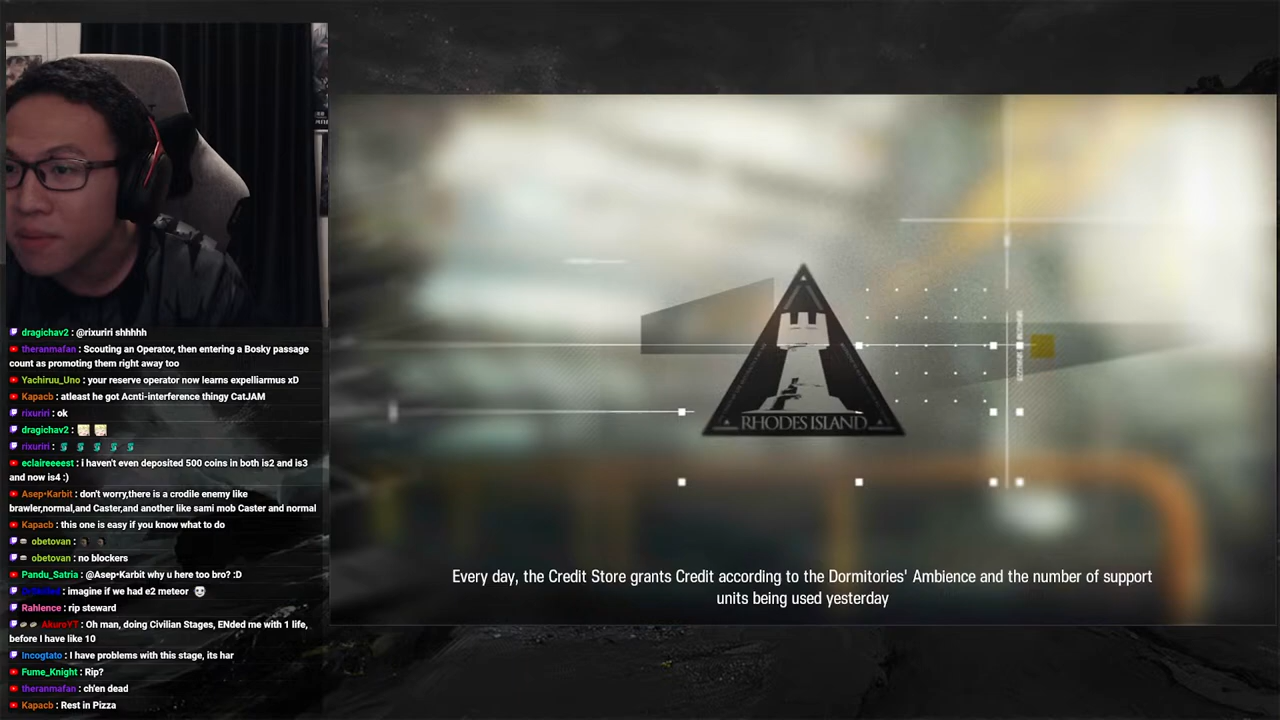 dragichav2 : @rixuriri shhhhh
theranmafan : Scouting an Operator, then entering a Bosky passage
count as promoting them right away too
Yachiruu_Uno : your reserve operator now learns expelliarmus xD
Kapacb : atleast he got Acnti-interference thingy CatJAM
rixuriri : ok
dragichav2 :
rixuriri :
eclaireeeest : i haven't even deposited 500 coins in both is2 and is3
and now is4 :)
Asep•Karbit : don't worry,there is a crodile enemy like
brawler,normal,and Caster,and another like sami mob Caster and normal
Kapacb : this one is easy if you know what to do
obetovan :
obetovan : no blockers
Pandu_Satria : @Asep•Karbit why u here too bro? :D
: imagine if we had e2 meteor
Rahlence : rip steward
AkuroYT : Oh man, doing Civilian Stages, ENded me with 1 life,
before I have like 10
Incogtato : I have problems with this stage, its har
Fume_Knight : Rip?
theranmafan : ch'en dead
Kapacb : Rest in Pizza
RHODES ISLAND
Every day, the Credit Store grants Credit according to the Dormitories' Ambience and the number of support
units being used yesterday